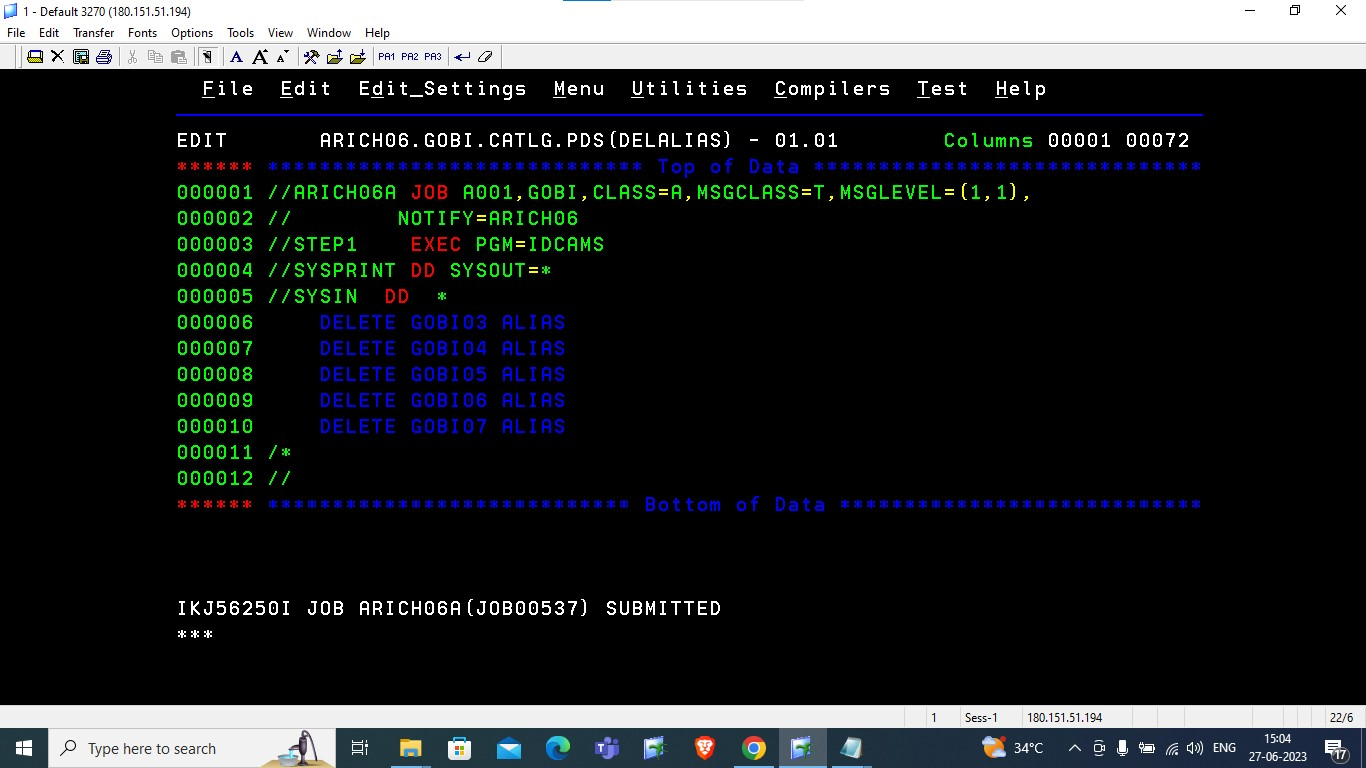 1 - Default 3270 (180.151.51.194)
File Edit Transfer Fonts Options Tools View Window Help
A A A PA1 PA2 PA3
File Edit Edit_Settings Menu Utilities Compilers Test Help
EDIT ARICH06.GOBI.CATLG.PDS(DELALIAS) - 01.01 Columns 00001 00072
****** ***************************** Top of Data ******************************
000001 //ARICH06A JOB A001,GOBI,CLASS=A,MSGCLASS=T,MSGLEVEL=(1,1),
000002 // NOTIFY=ARICH06
000003 //STEP1 EXEC PGM=IDCAMS
000004 //SYSPRINT DD SYSOUT=*
000005 //SYSIN DD *
000006 DELETE GOBI03 ALIAS
000007 DELETE GOBI04 ALIAS
000008 DELETE GOBI05 ALIAS
000009 DELETE GOBI06 ALIAS
000010 DELETE GOBI07 ALIAS
000011 /*
000012 //
****** **************************** Bottom of Data ****************************
IKJ56250I JOB ARICH06A(JOB00537) SUBMITTED
***
1 Sess-1 180.151.51.194 22/6
Type here to search 34°C ENG 15:04
27-06-2023 17